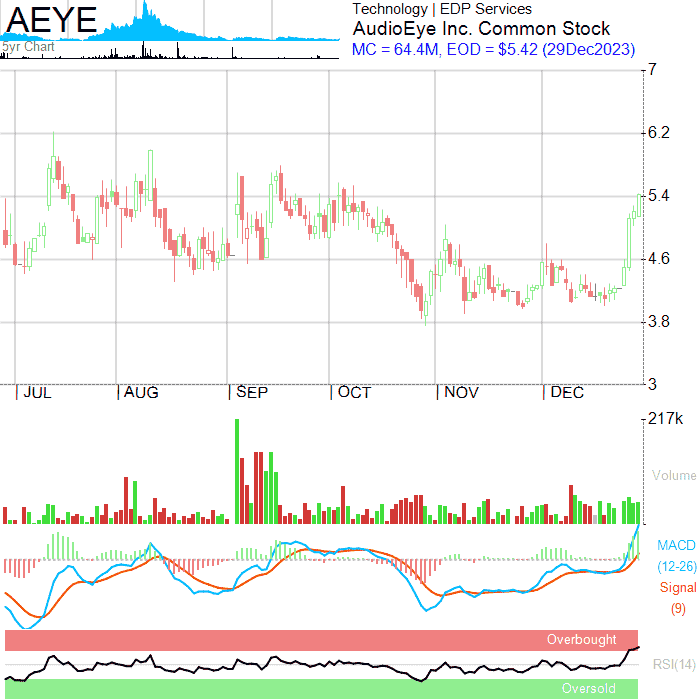 AEYE
5yr Chart
Technology | EDP Services
AudioEye Inc. Common Stock
MC = 64.4M, EOD = $5.42 (29Dec2023)
7
6.2
5.4
4.6
3.8
3
JUL AUG SEP OCT NOV DEC
217k
Volume
MACD
(12-26)
Signal
(9)
Overbought
RSI(14)
Oversold